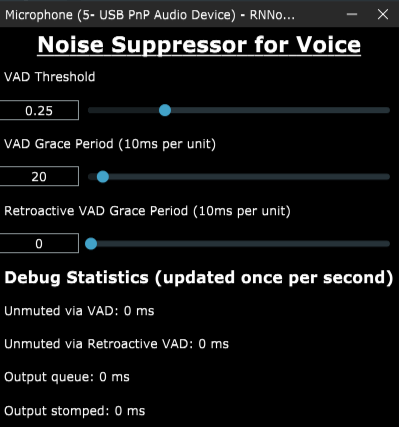 Microphone (5- USB PnP Audio Device) - RNNo...
Noise Suppressor for Voice
VAD Threshold
0.25
VAD Grace Period (10ms per unit)
20
Retroactive VAD Grace Period (10ms per unit)
0
Debug Statistics (updated once per second)
Unmuted via VAD: 0 ms
Unmuted via Retroactive VAD: 0 ms
Output queue: 0 ms
Output stomped: 0 ms